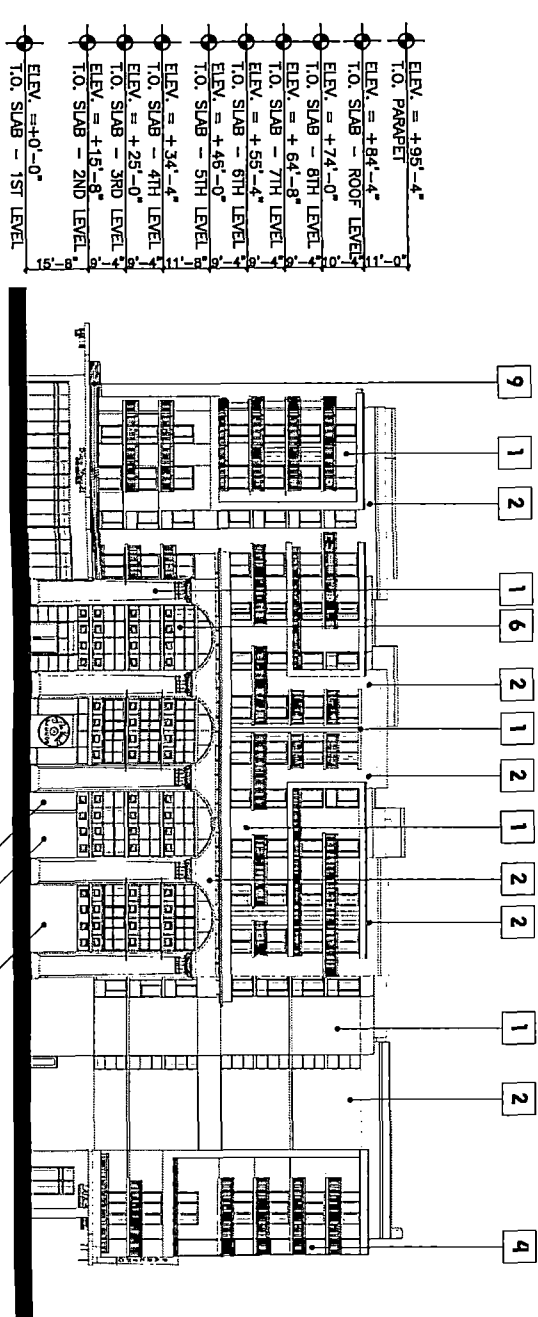 ELEV. = +95'-4"
T.O. PARAPET
ELEV. = +84'-4"
T.O. SLAB - ROOF LEVEL
ELEV. = +74'-0"
T.O. SLAB - 8TH LEVEL
ELEV. = +64'-8"
T.O. SLAB - 7TH LEVEL
ELEV. = +55'-4"
T.O. SLAB - 6TH LEVEL
ELEV. = +46'-0"
T.O. SLAB - 5TH LEVEL
ELEV. = +34'-4"
T.O. SLAB - 4TH LEVEL
ELEV. = +25'-0"
T.O. SLAB - 3RD LEVEL
ELEV. = +15'-8"
T.O. SLAB - 2ND LEVEL
ELEV. =+0'-0"
T.O. SLAB - 1ST LEVEL
15'-8" 9'-4" 9'-4" 11'-8" 9'-4" 9'-4" 9'-4" 10'-4" 11'-0"
9
1
2
1
6
2
1
2
1
2
2
1
2
4